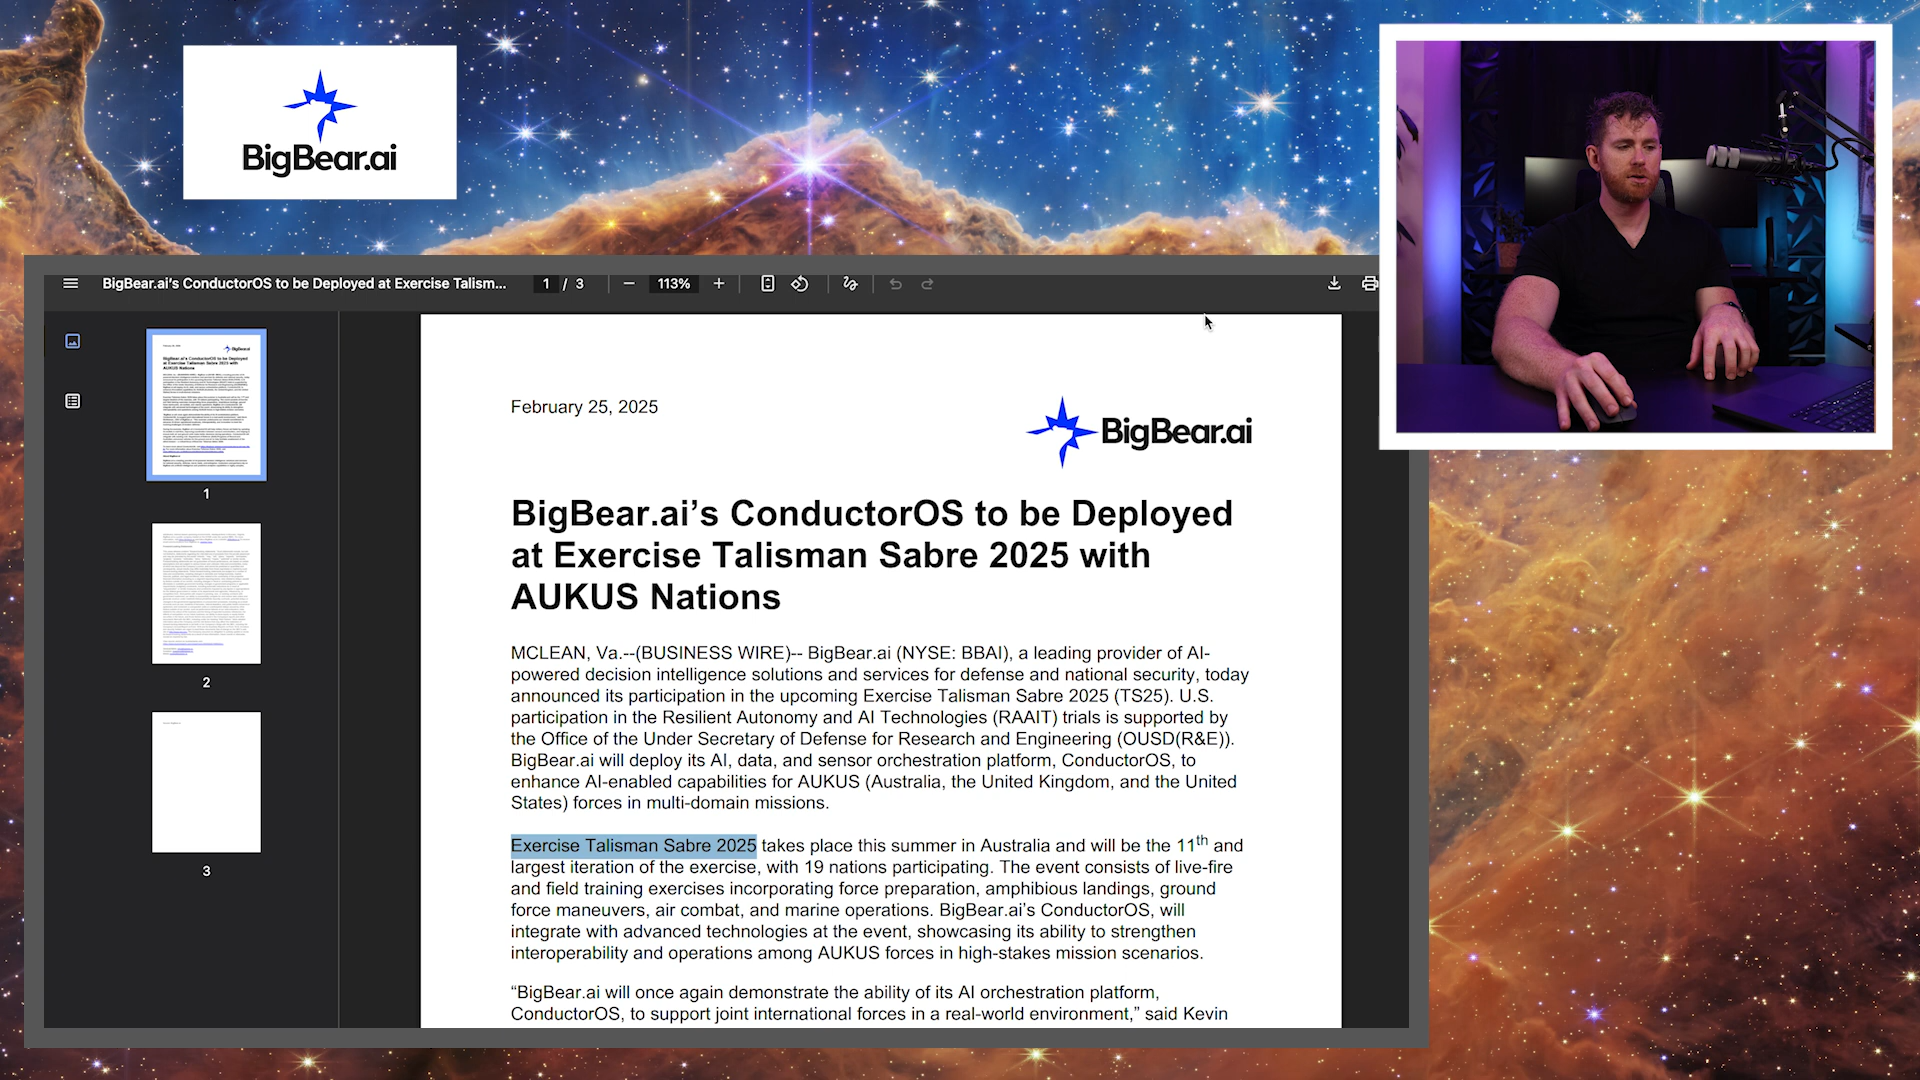 BigBear.ai
BigBear.ai's ConductorOS to be Deployed at Exercise Talism...
1 / 3
113%
1
2
3
February 25, 2025
BigBear.ai
BigBear.ai’s ConductorOS to be Deployed
at Exercise Talisman Sabre 2025 with
AUKUS Nations
MCLEAN, Va.--(BUSINESS WIRE)-- BigBear.ai (NYSE: BBAI), a leading provider of AI-
powered decision intelligence solutions and services for defense and national security, today
announced its participation in the upcoming Exercise Talisman Sabre 2025 (TS25). U.S.
participation in the Resilient Autonomy and AI Technologies (RAAIT) trials is supported by
the Office of the Under Secretary of Defense for Research and Engineering (OUSD(R&E)).
BigBear.ai will deploy its AI, data, and sensor orchestration platform, ConductorOS, to
enhance AI-enabled capabilities for AUKUS (Australia, the United Kingdom, and the United
States) forces in multi-domain missions.
Exercise Talisman Sabre 2025 takes place this summer in Australia and will be the 11th and
largest iteration of the exercise, with 19 nations participating. The event consists of live-fire
and field training exercises incorporating force preparation, amphibious landings, ground
force maneuvers, air combat, and marine operations. BigBear.ai’s ConductorOS, will
integrate with advanced technologies at the event, showcasing its ability to strengthen
interoperability and operations among AUKUS forces in high-stakes mission scenarios.
“BigBear.ai will once again demonstrate the ability of its AI orchestration platform,
ConductorOS, to support joint international forces in a real-world environment,” said Kevin